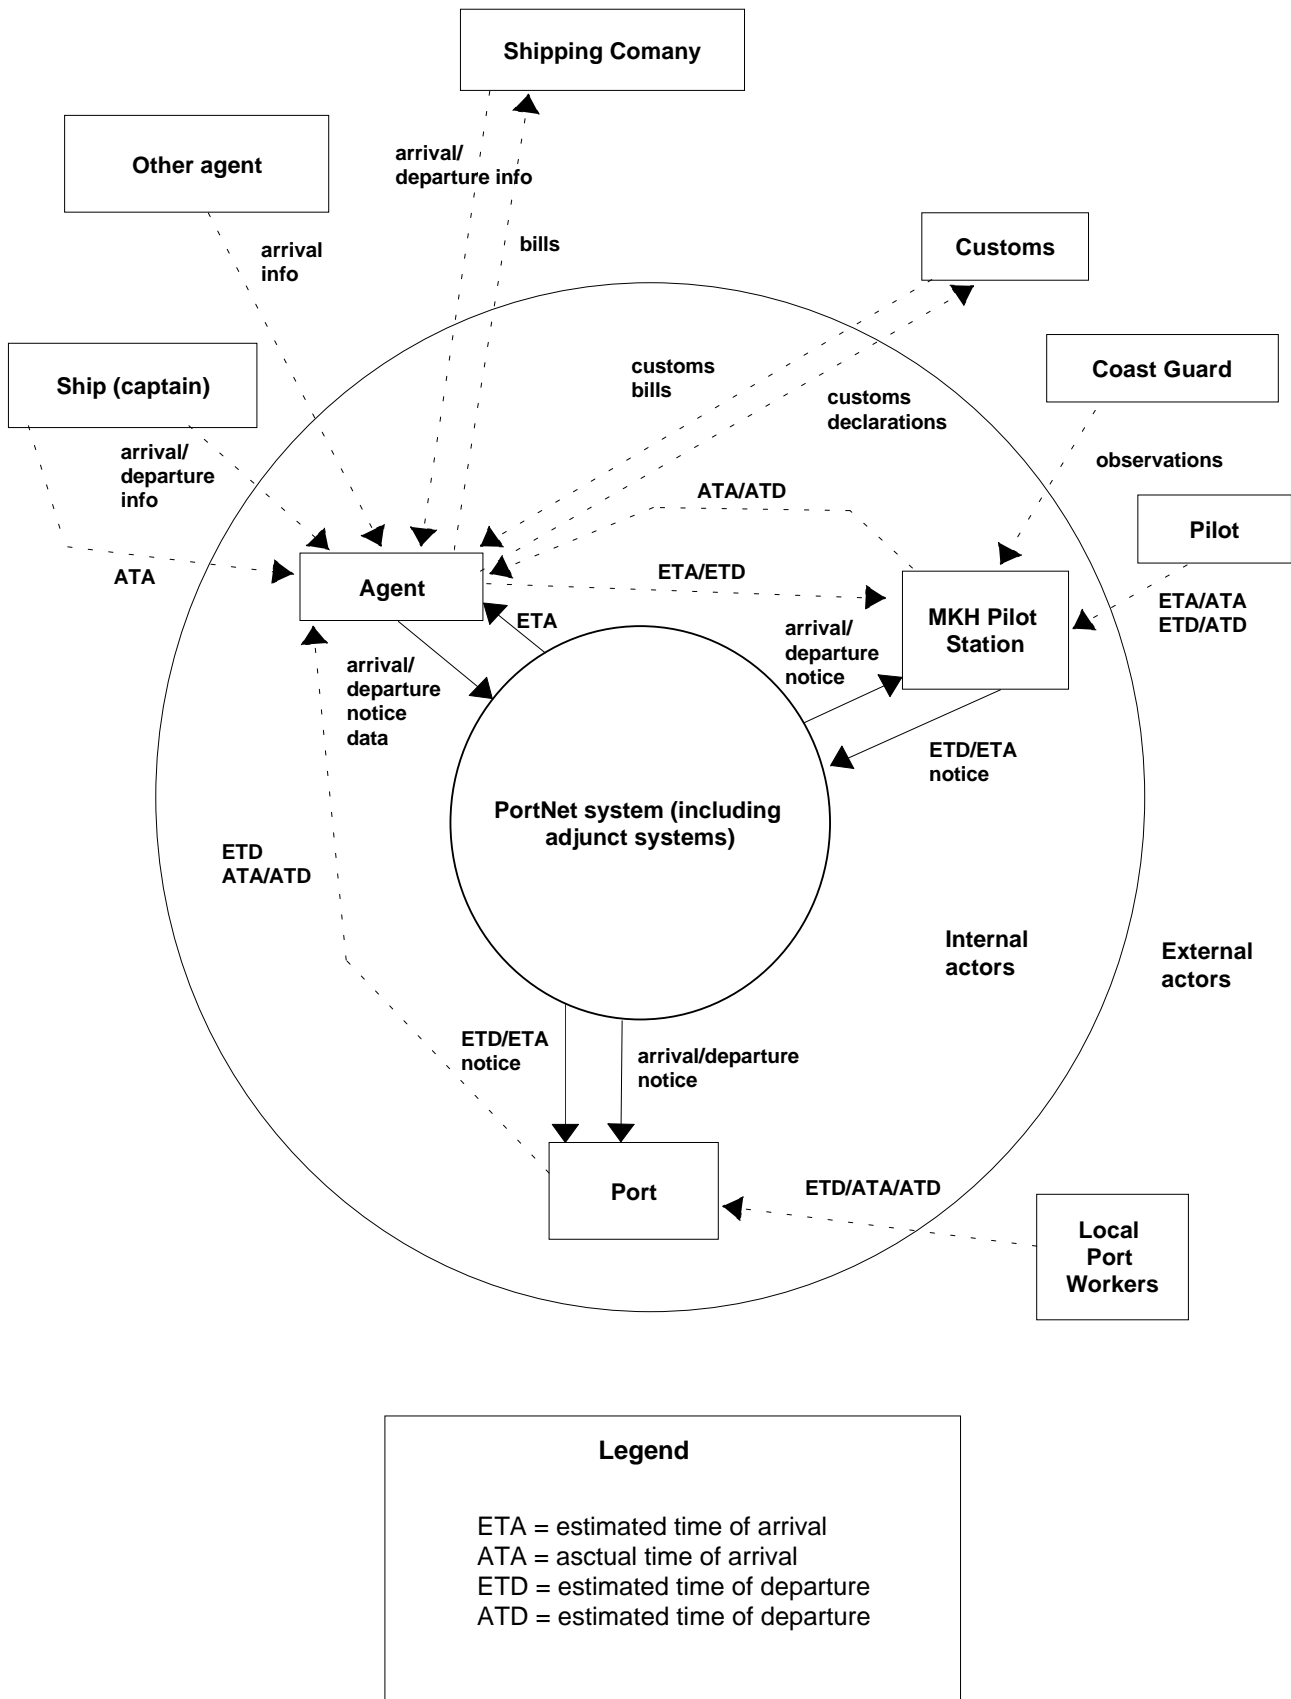 Shipping Comany
Other agent
arrival/
departure info
bills
arrival
info
Customs
Ship (captain)
Coast Guard
customs
bills
customs
declarations
arrival/
departure
info
observations
ATA/ATD
Pilot
ATA
Agent
ETA/ETD
MKH Pilot
Station
ETA/ATA
ETD/ATD
ETA
arrival/
departure
notice
arrival/
departure
notice
data
ETD/ETA
notice
PortNet system (including
adjunct systems)
ETD
ATA/ATD
Internal
actors
External
actors
ETD/ETA
notice
arrival/departure
notice
Port
ETD/ATA/ATD
Local
Port
Workers
Legend
ETA = estimated time of arrival
ATA = asctual time of arrival
ETD = estimated time of departure
ATD = estimated time of departure